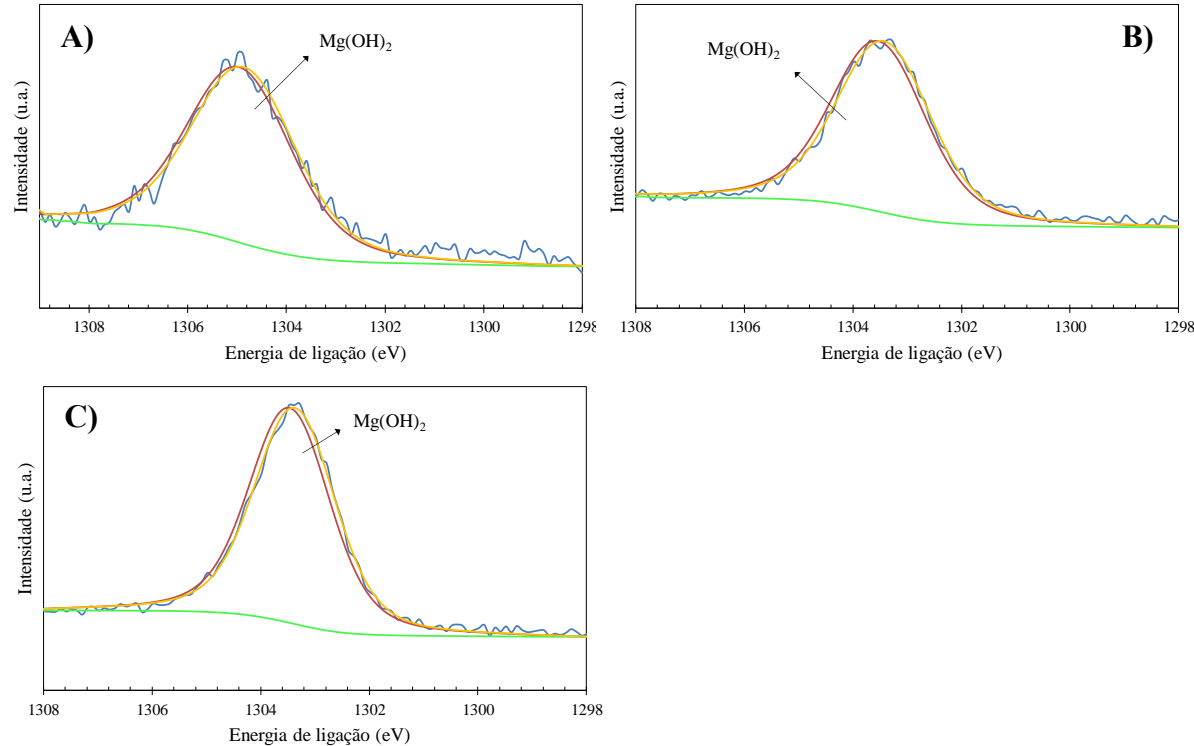 A)
Mg(OH)2
Intensidade (u.a.)
1308 1306 1304 1302 1300 1298
Energia de ligação (eV)
B)
Mg(OH)2
Intensidade (u.a.)
1308 1306 1304 1302 1300 1298
Energia de ligação (eV)
C)
Mg(OH)2
Intensidade (u.a.)
1308 1306 1304 1302 1300 1298
Energia de ligação (eV)